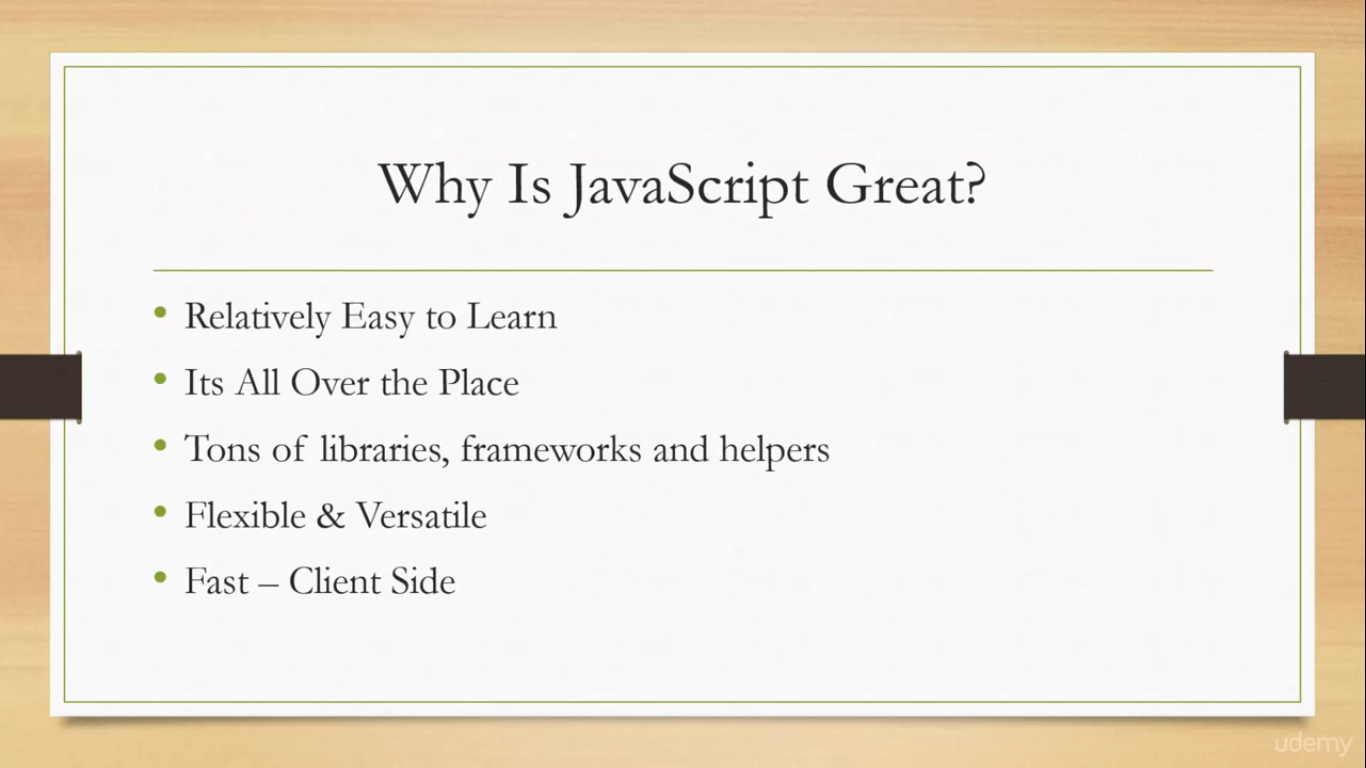 Why Is JavaScript Great?
• Relatively Easy to Learn
• Its All Over the Place
• Tons of libraries, frameworks and helpers
• Flexible & Versatile
• Fast – Client Side
udemy